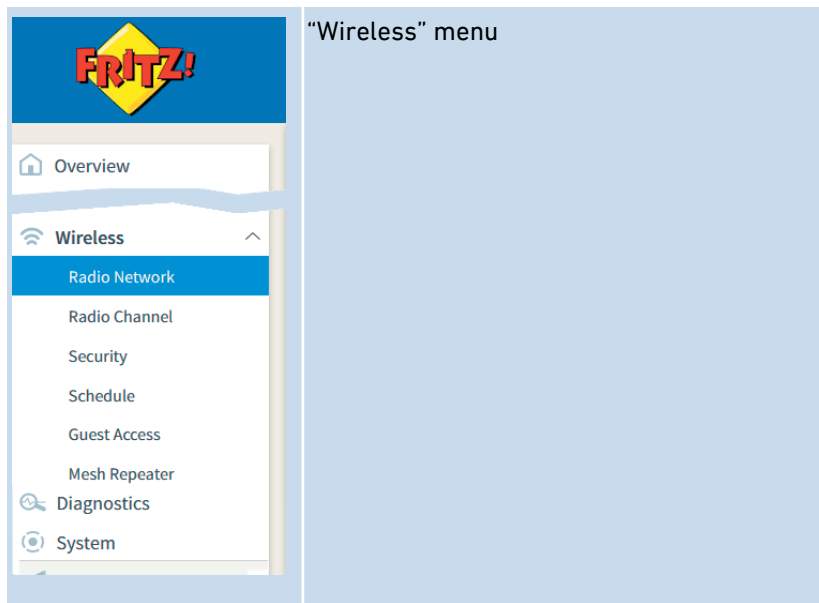 FRITZ!
“Wireless” menu
Overview
Wireless
Radio Network
Radio Channel
Security
Schedule
Guest Access
Mesh Repeater
Diagnostics
System